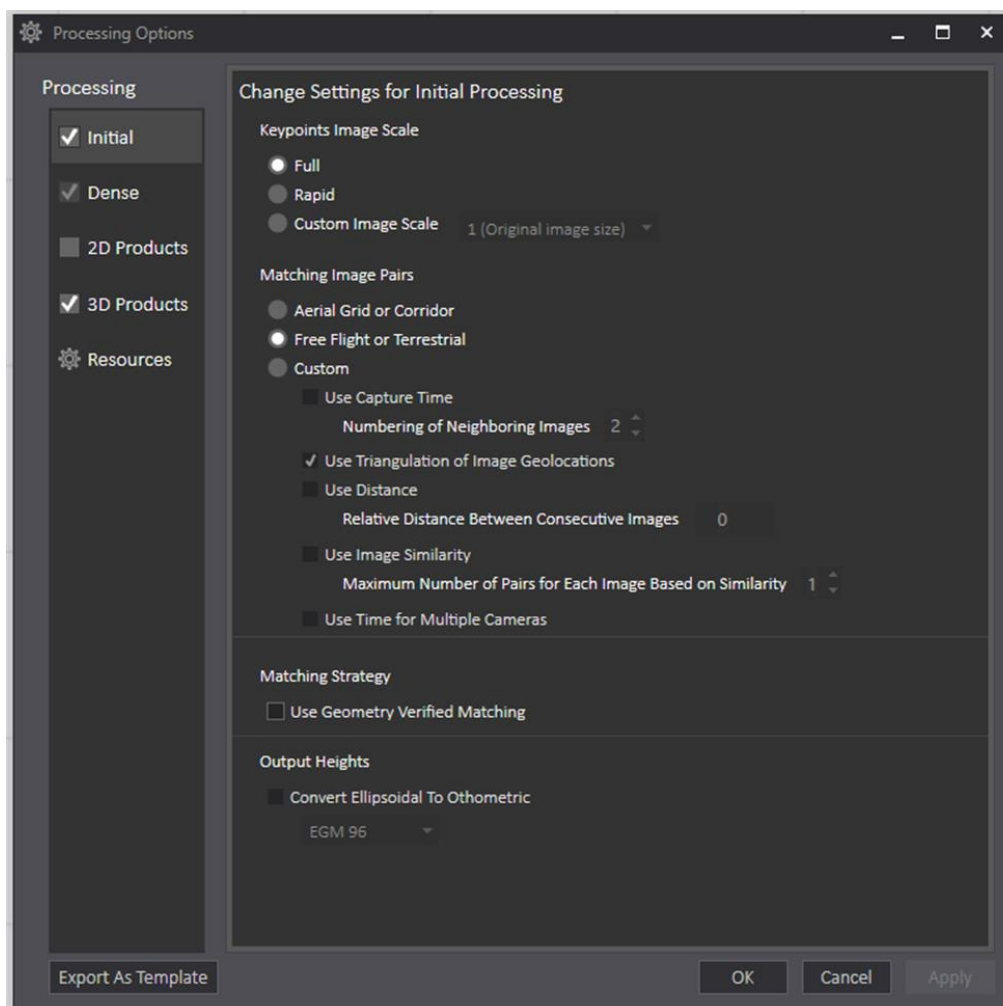 Processing Options
Processing
Initial
Dense
2D Products
3D Products
Resources
Change Settings for Initial Processing
Keypoints Image Scale
Full
Rapid
Custom Image Scale 1 (Original image size)
Matching Image Pairs
Aerial Grid or Corridor
Free Flight or Terrestrial
Custom
Use Capture Time
Numbering of Neighboring Images 2
Use Triangulation of Image Geolocations
Use Distance
Relative Distance Between Consecutive Images 0
Use Image Similarity
Maximum Number of Pairs for Each Image Based on Similarity 1
Use Time for Multiple Cameras
Matching Strategy
Use Geometry Verified Matching
Output Heights
Convert Ellipsoidal To Othometric
EGM 96
Export As Template
OK Cancel Apply